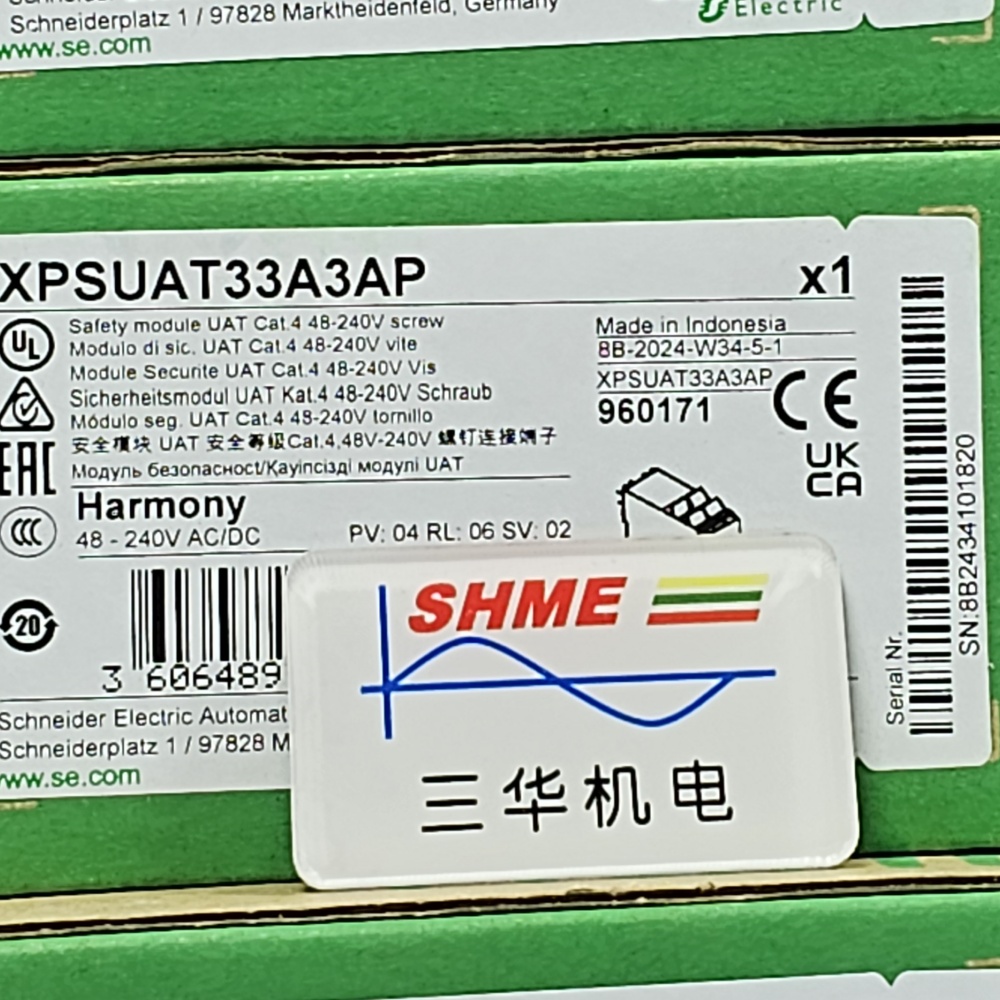 Schneiderplatz 1 / 97828 Marktheidenfeld, Germany
www.se.com
Electric
XPSUAT33A3AP
x1
Safety module UAT Cat.4 48-240V screw
Modulo di sic. UAT Cat.4 48-240V vite
Module Securite UAT Cat.4 48-240V Vis
Sicherheitsmodul UAT Kat.4 48-240V Schraub
Módulo seg. UAT Cat.4 48-240V tornillo
安全模块 UAT 安全等级Cat.4,48V-240V 螺钉连接端子
Модуль безопасност/Қауіпсізді модулі UAT
Made in Indonesia
8B-2024-W34-5-1
XPSUAT33A3AP
960171
CE
UK
CA
UL
EAC
CCC
Harmony
48 - 240V AC/DC
PV: 04 RL: 06 SV: 02
20
3 606489
Schneider Electric Automat
Schneiderplatz 1 / 97828 M
www.se.com
Serial Nr.
SN:8B2434101820
SHME
三华机电